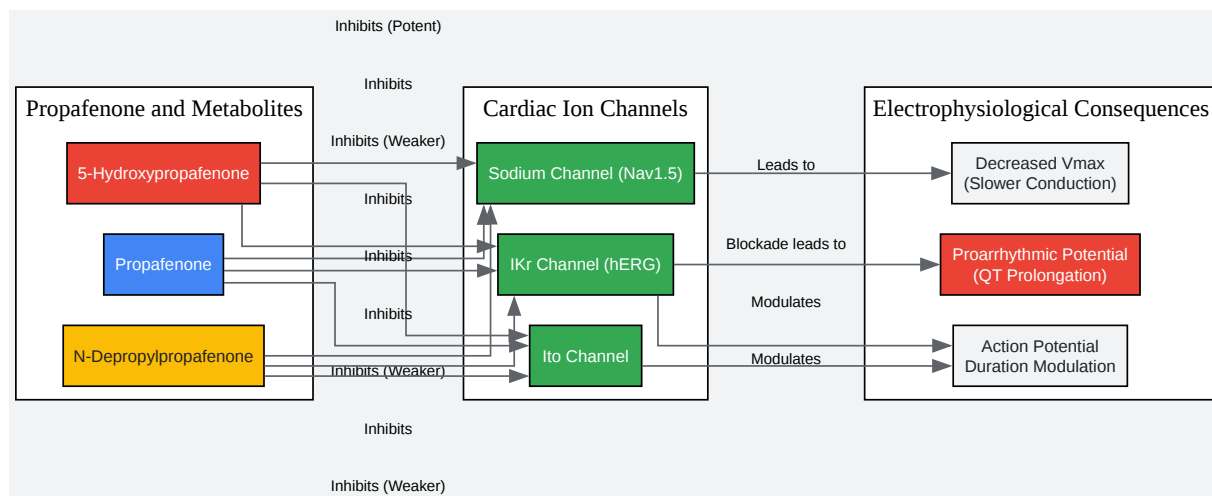 Inhibits (Potent)
Inhibits
Propafenone and Metabolites
Cardiac Ion Channels
Electrophysiological Consequences
Inhibits (Weaker)
5-Hydroxypropafenone
Sodium Channel (Nav1.5)
Leads to
Decreased Vmax
(Slower Conduction)
Inhibits
Propafenone
Inhibits
IKr Channel (hERG)
Blockade leads to
Proarrhythmic Potential
(QT Prolongation)
Inhibits
Modulates
N-Depropylpropafenone
Inhibits (Weaker)
Ito Channel
Modulates
Action Potential
Duration Modulation
Inhibits
Inhibits (Weaker)